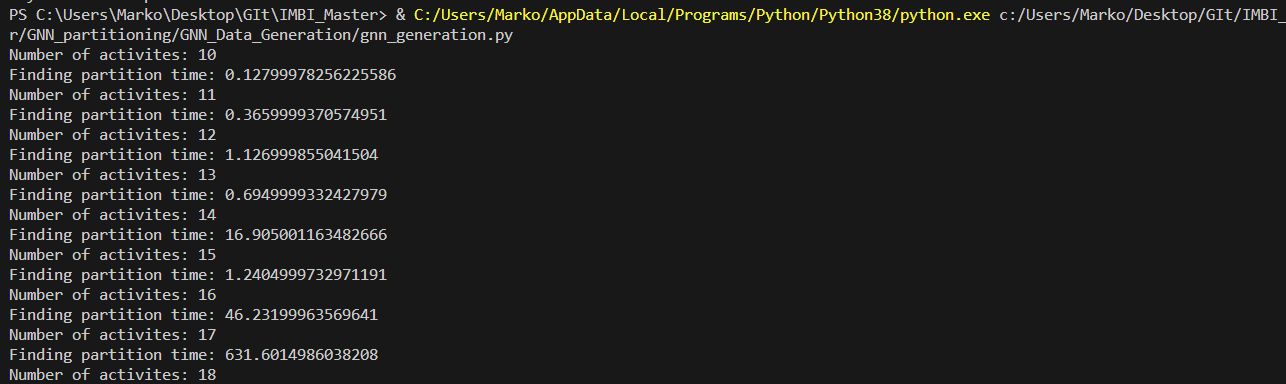 PS C:\Users\Marko\Desktop\GIt\IMBI_Master> & C:/Users/Marko/AppData/Local/Programs/Python/Python38/python.exe c:/Users/Marko/Desktop/GIt/IMBI_
r/GNN_partitioning/GNN_Data_Generation/gnn_generation.py
Number of activites: 10
Finding partition time: 0.12799978256225586
Number of activites: 11
Finding partition time: 0.3659999370574951
Number of activites: 12
Finding partition time: 1.126999855041504
Number of activites: 13
Finding partition time: 0.6949999332427979
Number of activites: 14
Finding partition time: 16.905001163482666
Number of activites: 15
Finding partition time: 1.2404999732971191
Number of activites: 16
Finding partition time: 46.23199963569641
Number of activites: 17
Finding partition time: 631.6014986038208
Number of activites: 18